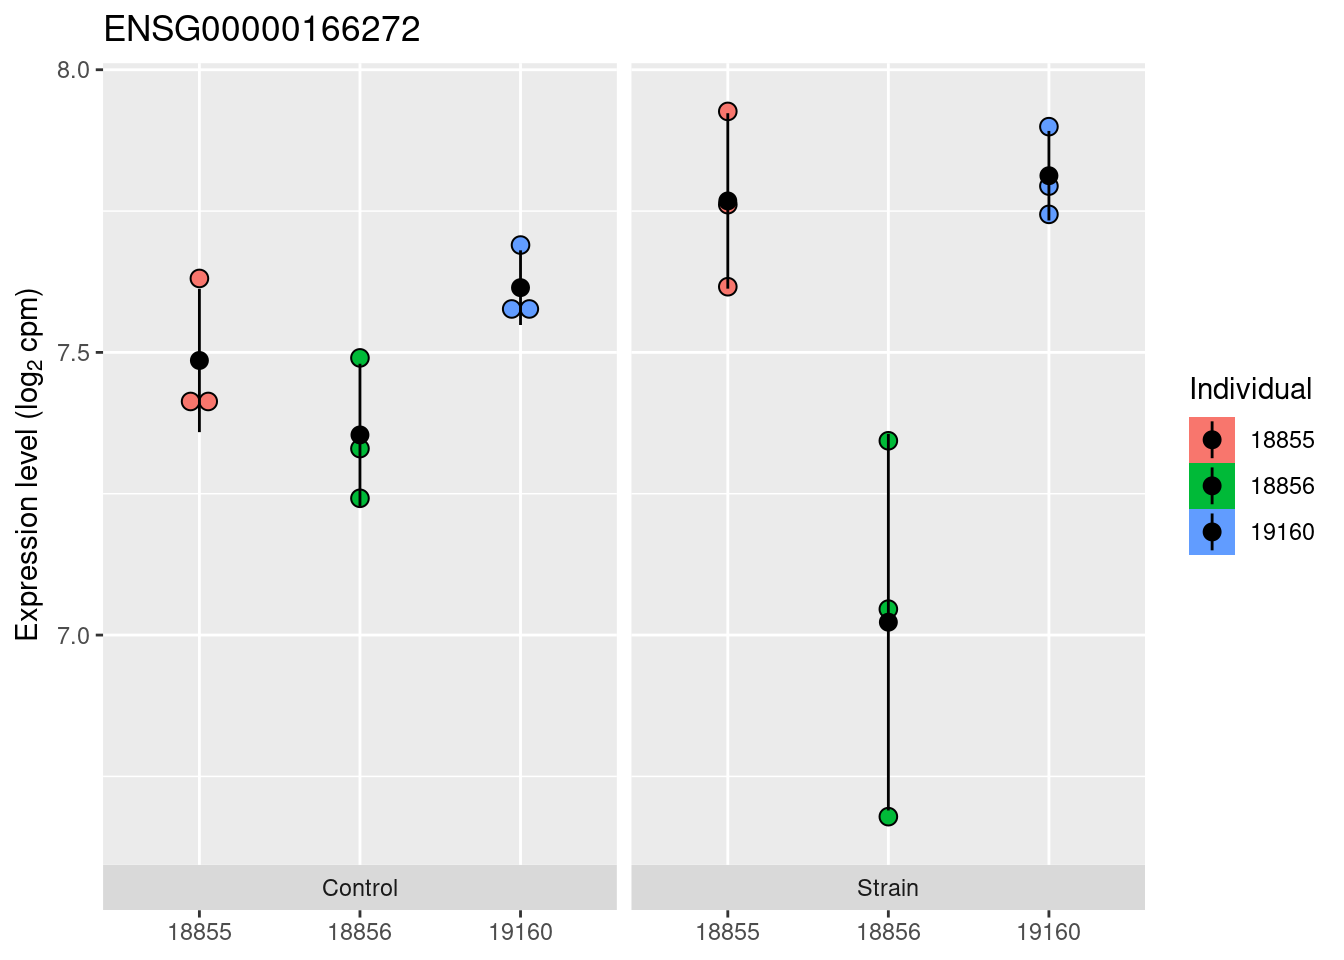 ENSG00000166272
Expression level (log₂ cpm)
8.0
7.5
7.0
Control
Strain
18855
18856
19160
18855
18856
19160
Individual
18855
18856
19160